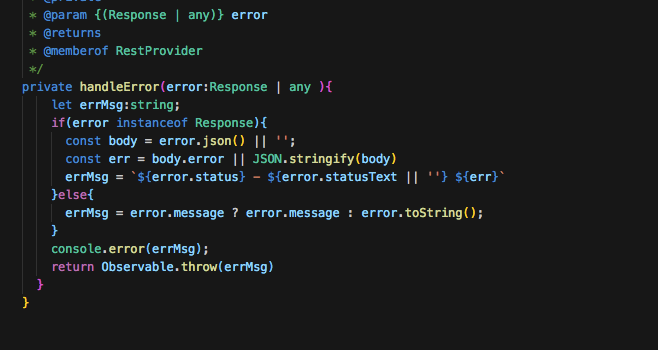 * @param {(Response | any)} error
* @returns
* @memberof RestProvider
*/
private handleError(error:Response | any ){
let errMsg:string;
if(error instanceof Response){
const body = error.json() || '';
const err = body.error || JSON.stringify(body)
errMsg = `${error.status} - ${error.statusText || ''} ${err}`
}else{
errMsg = error.message ? error.message : error.toString();
}
console.error(errMsg);
return Observable.throw(errMsg)
}
}